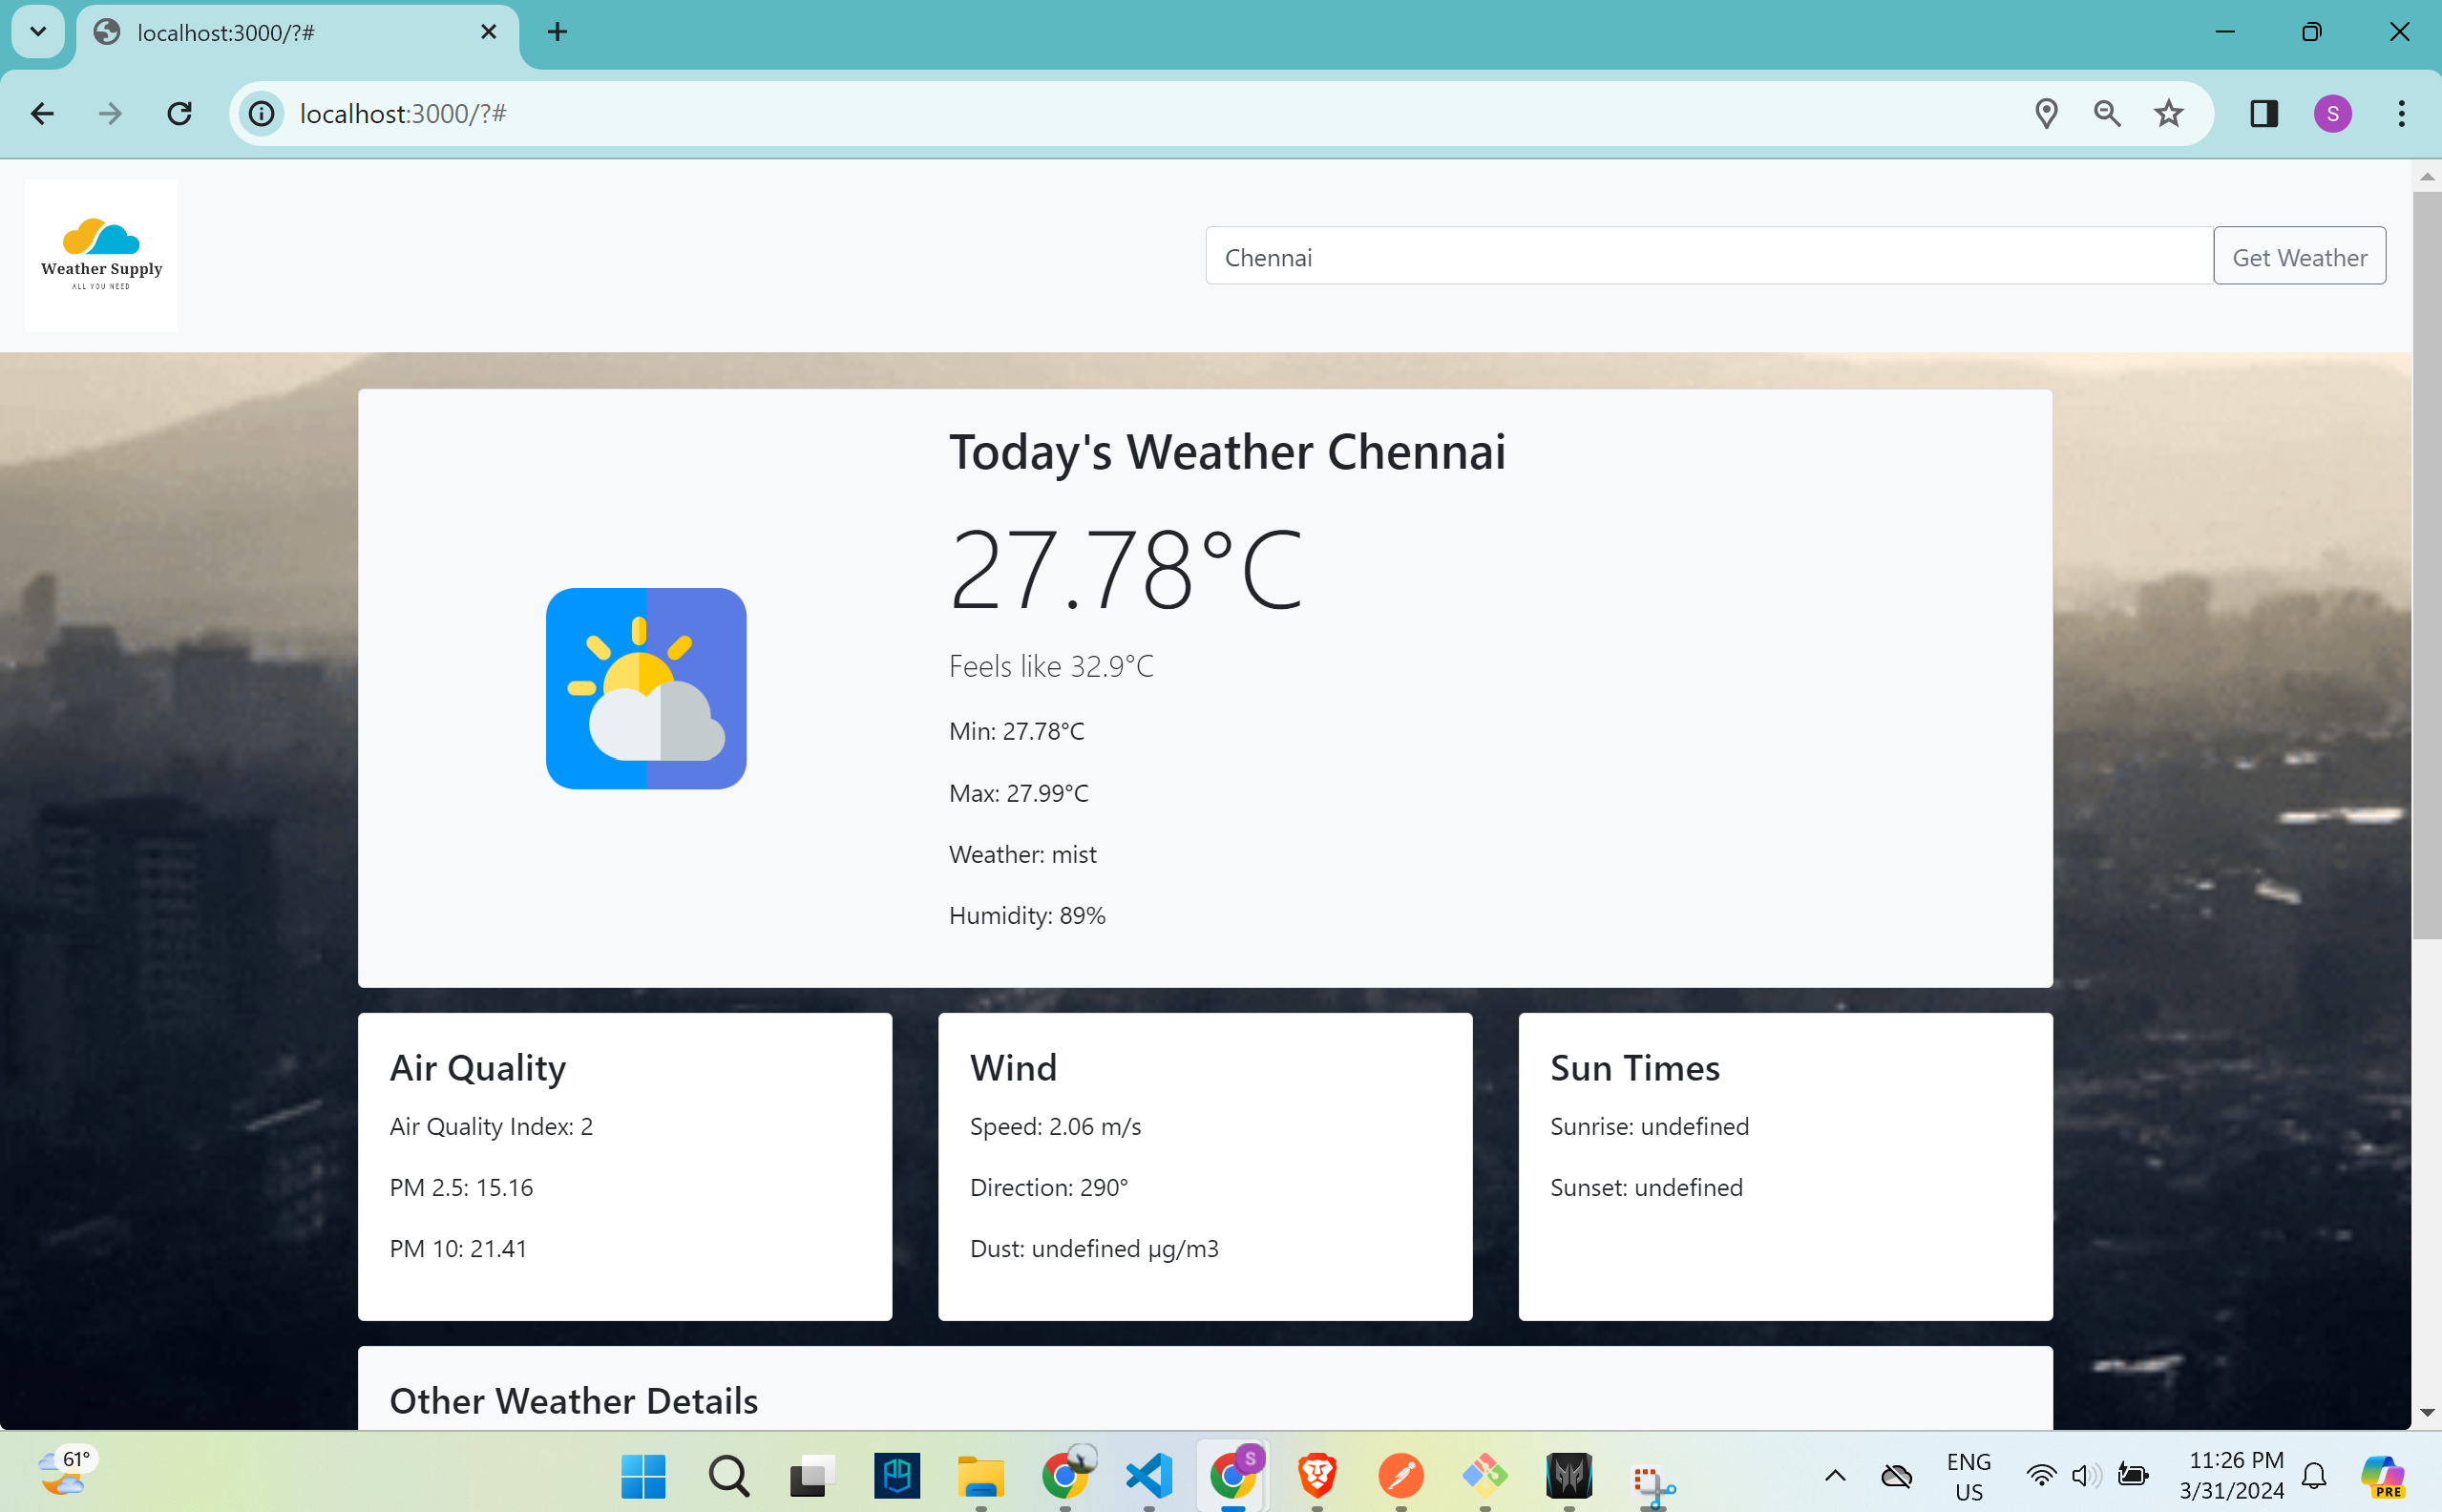 localhost:3000/?#
localhost:3000/?#
S
Weather Supply
ALL YOU NEED
Chennai
Get Weather
Today's Weather Chennai
27.78°C
Feels like 32.9°C
Min: 27.78°C
Max: 27.99°C
Weather: mist
Humidity: 89%
Air Quality
Air Quality Index: 2
PM 2.5: 15.16
PM 10: 21.41
Wind
Speed: 2.06 m/s
Direction: 290°
Dust: undefined µg/m3
Sun Times
Sunrise: undefined
Sunset: undefined
Other Weather Details
61°
S
ENG
US
11:26 PM
3/31/2024
PRE